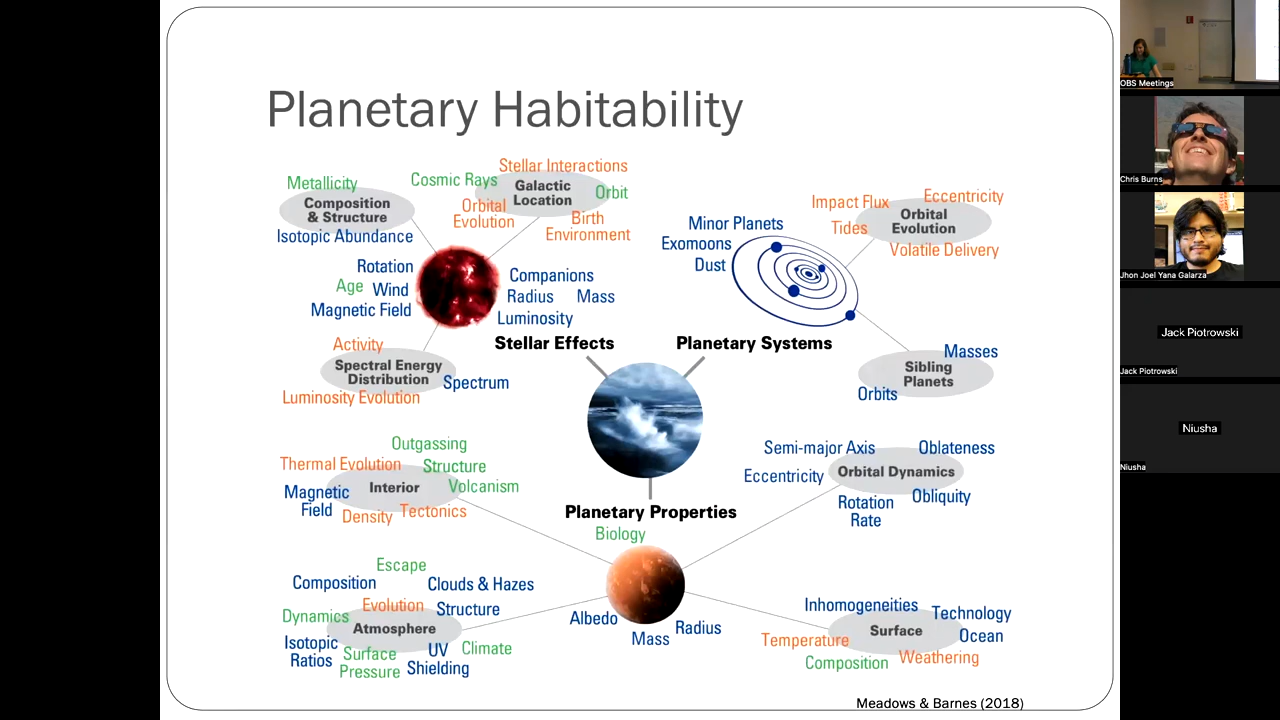 Planetary Habitability
Stellar Interactions
Metallicity
Cosmic Rays
Galactic
Location
Orbit
Composition
& Structure
Orbital
Evolution
Birth
Environment
Isotopic Abundance
Rotation
Age
Wind
Magnetic Field
Companions
Radius
Mass
Luminosity
Stellar Effects
Activity
Spectral Energy
Distribution
Spectrum
Luminosity Evolution
Impact Flux
Eccentricity
Orbital
Evolution
Tides
Volatile Delivery
Minor Planets
Exomoons
Dust
Planetary Systems
Masses
Sibling
Planets
Orbits
Outgassing
Thermal Evolution
Structure
Interior
Volcanism
Magnetic
Field
Density
Tectonics
Planetary Properties
Biology
Semi-major Axis
Oblateness
Eccentricity
Orbital Dynamics
Rotation
Rate
Obliquity
Escape
Composition
Clouds & Hazes
Evolution
Structure
Dynamics
Atmosphere
Isotopic
Ratios
Surface
Pressure
UV
Shielding
Climate
Albedo
Mass
Radius
Inhomogeneities
Technology
Surface
Ocean
Temperature
Composition
Weathering
Meadows & Barnes (2018)
OBS Meetings
Chris Burns
Jhon Joel Yana Galarza
Jack Piotrowski
Jack Piotrowski
Niusha
Niusha